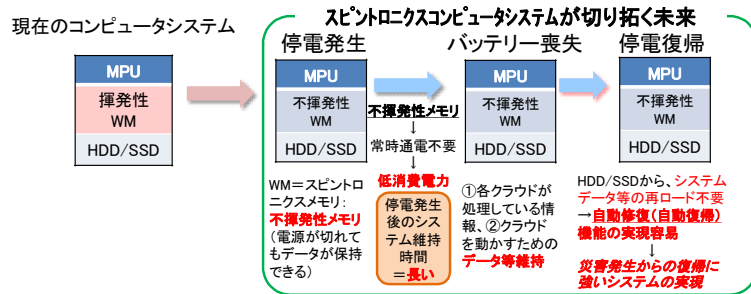 スピントロニクスコンピュータシステムが切り拓く未来
現在のコンピュータシステム
MPU
揮発性
WM
HDD/SSD
停電発生
MPU
不揮発性
WM
HDD/SSD
WM=スピントロ
ニクスメモリ:
不揮発性メモリ
(電源が切れて
もデータが保持
できる)
不揮発性メモリ
↓
常時通電不要
↓
低消費電力
停電発生
後のシス
テム維持
時間
=長い
バッテリー喪失
MPU
不揮発性
WM
HDD/SSD
①各クラウドが
処理している情
報、②クラウド
を動かすための
データ等維持
停電復帰
MPU
不揮発性
WM
HDD/SSD
HDD/SSDから、システム
データ等の再ロード不要
→自動修復(自動復帰)
機能の実現容易
↓
災害発生からの復帰に
強いシステムの実現